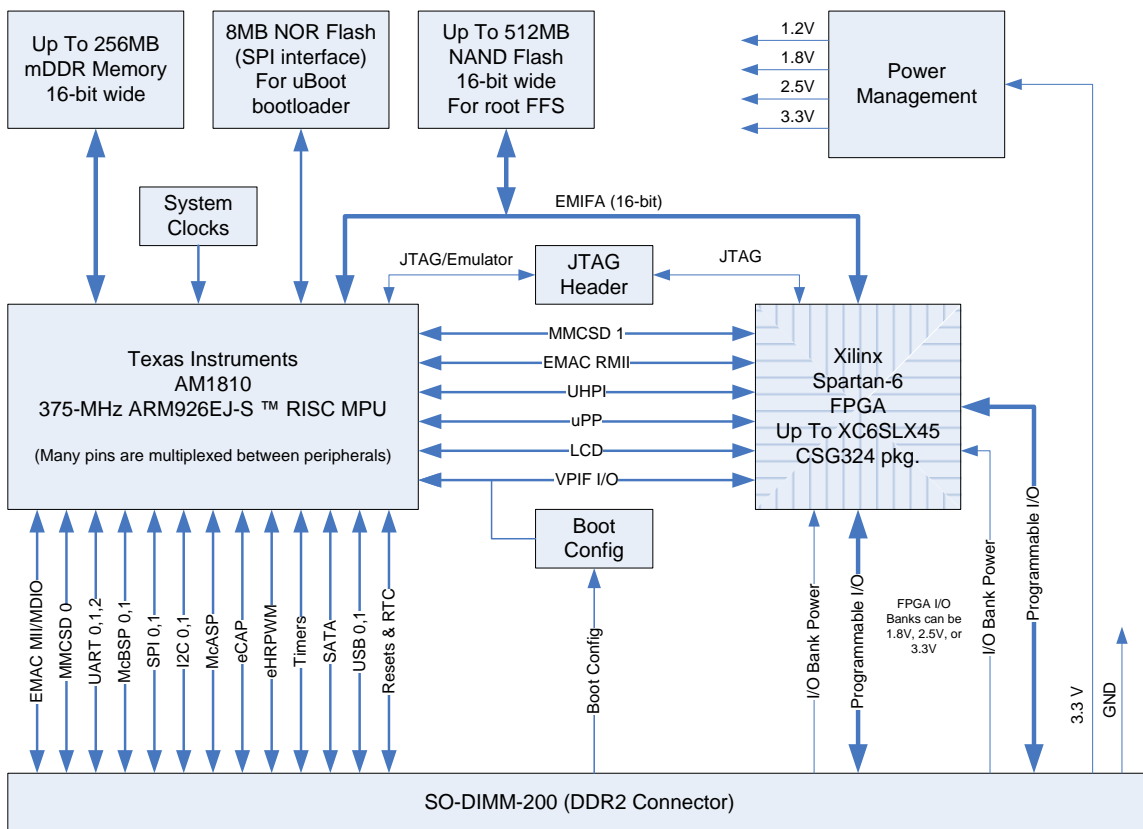 Up To 256MB
mDDR Memory
16-bit wide
8MB NOR Flash
(SPI interface)
For uBoot
bootloader
Up To 512MB
NAND Flash
16-bit wide
For root FFS
1.2V
1.8V
2.5V
3.3V
Power
Management
System
Clocks
EMIFA (16-bit)
JTAG/Emulator
JTAG
Header
JTAG
Texas Instruments
AM1810
375-MHz ARM926EJ-S ™ RISC MPU
(Many pins are multiplexed between peripherals)
MMCSD 1
EMAC RMII
UHPI
uPP
LCD
VPIF I/O
Xilinx
Spartan-6
FPGA
Up To XC6SLX45
CSG324 pkg.
Boot
Config
EMAC MII/MDIO
MMCSD 0
UART 0,1,2
McBSP 0,1
SPI 0,1
I2C 0,1
McASP
eCAP
eHRPWM
Timers
SATA
USB 0,1
Resets & RTC
Boot Config
I/O Bank Power
Programmable I/O
FPGA I/O
Banks can be
1.8V, 2.5V, or
3.3V
I/O Bank Power
Programmable I/O
3.3 V
GND
SO-DIMM-200 (DDR2 Connector)